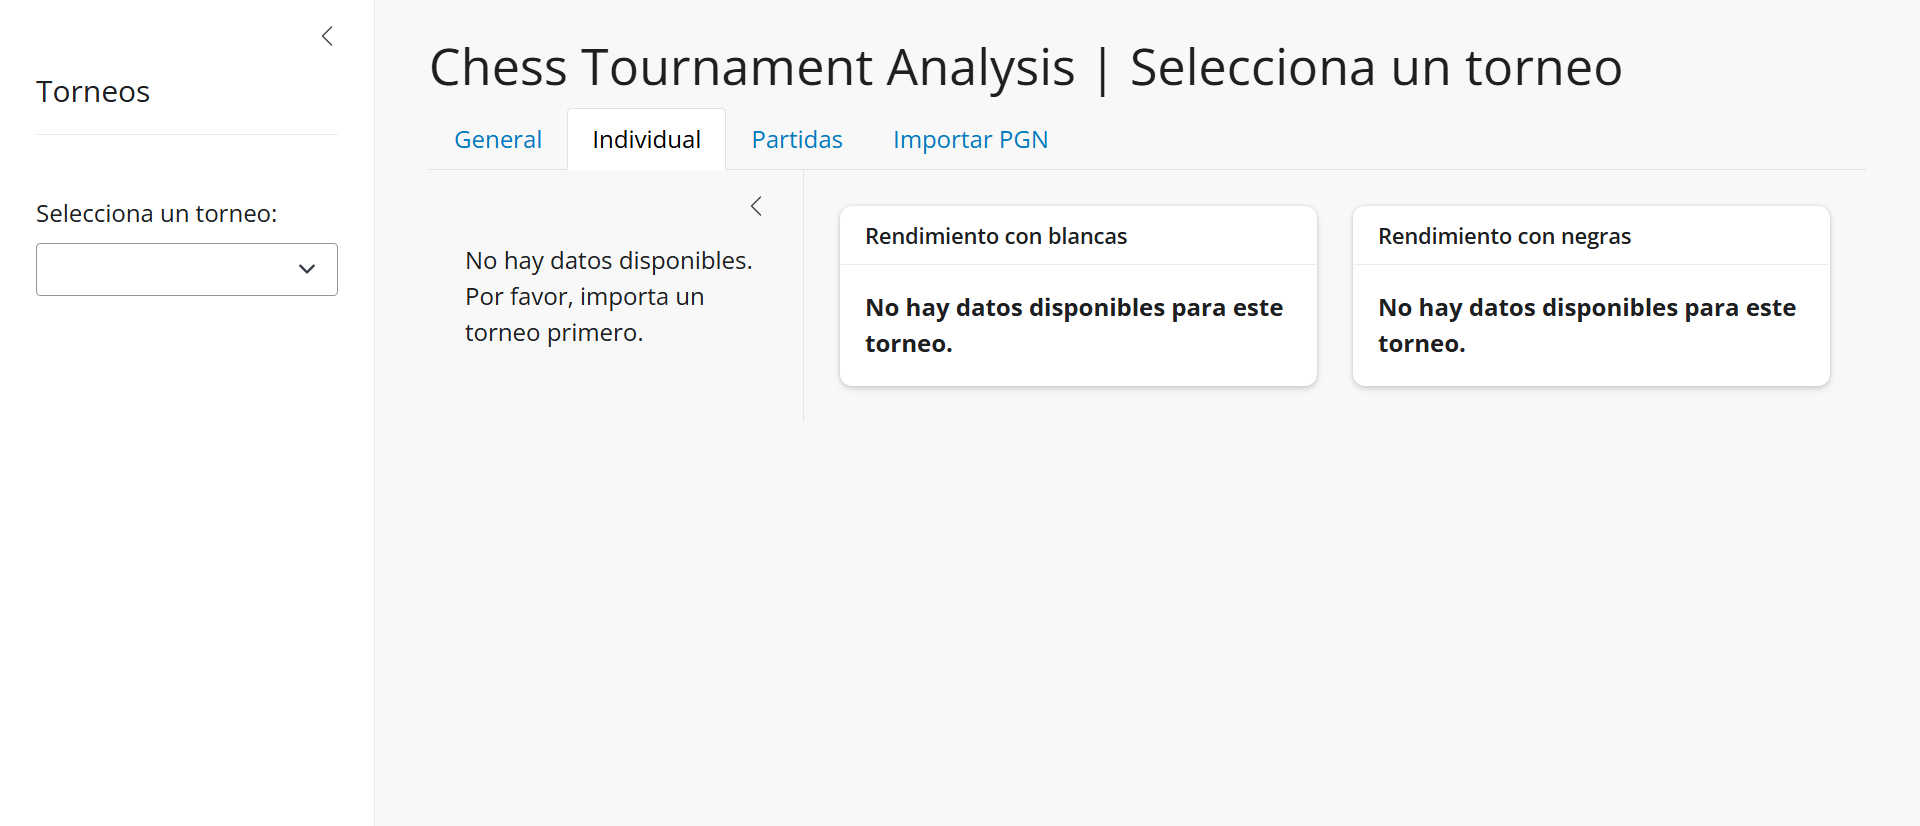 Torneos
Selecciona un torneo:
Chess Tournament Analysis | Selecciona un torneo
General
Individual
Partidas
Importar PGN
No hay datos disponibles.
Por favor, importa un
torneo primero.
Rendimiento con blancas
No hay datos disponibles para este
torneo.
Rendimiento con negras
No hay datos disponibles para este
torneo.